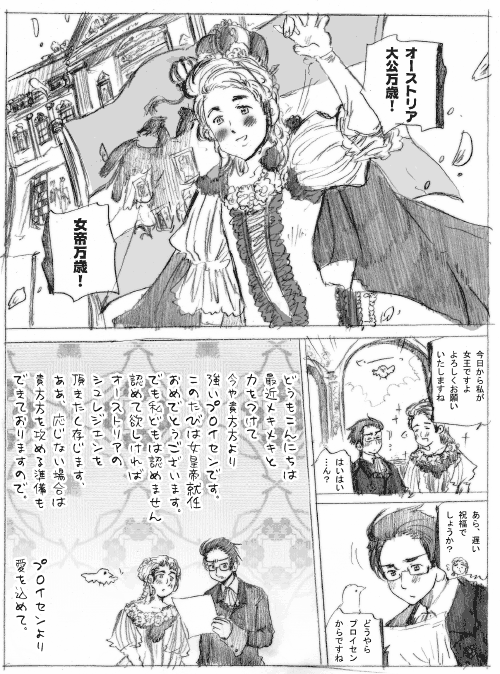 オーストリア
大公万歳！
女帝万歳！
今日から私が
女王ですよ
よろしくお願い
いたしますね
はいはい
…ん？
あら、遅い
祝福で
しょうか？
どうやら
プロイセン
からですね
どうもこんにちは
最近メキメキと
力をつけて
今や貴方方より
強いプロイセンです。
このたびは女皇帝就任
おめでとうございます。
でも私どもは認めません
認めて欲しければ
オーストリアの
シュレジェンを
頂きたく存じます、
ああ、応じない場合は
貴方方を攻める準備も
できておりますので。
プロイセンより
愛を込めて。